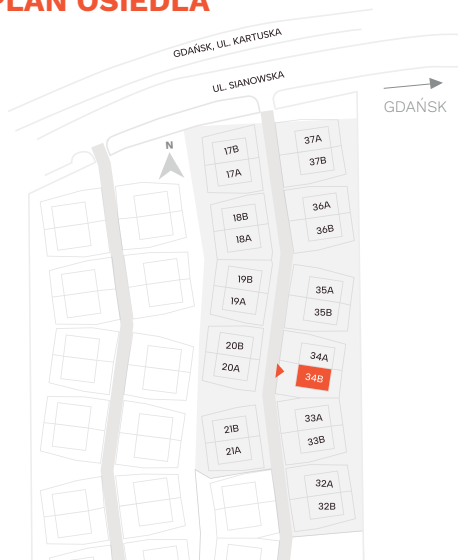 PLAN OSIEDLA
GDAŃSK, UL. KARTUSKA
UL. SIANOWSKA
GDAŃSK
N
17B
17A
37A
37B
18B
18A
36A
36B
19B
19A
35A
35B
20B
20A
34A
34B
21B
21A
33A
33B
32A
32B